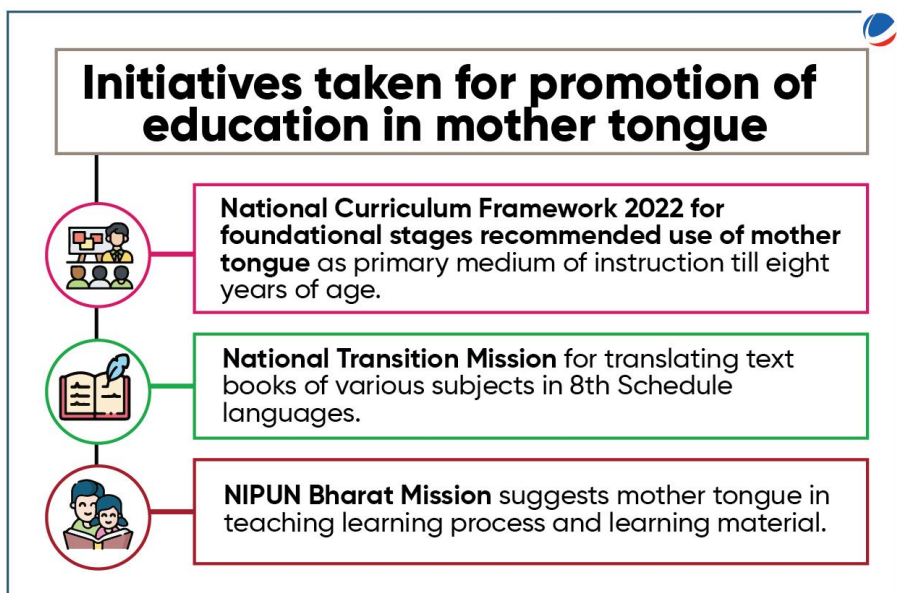 Initiatives taken for promotion of
education in mother tongue
National Curriculum Framework 2022 for
foundational stages recommended use of mother
tongue as primary medium of instruction till eight
years of age.
National Transition Mission for translating text
books of various subjects in 8th Schedule
languages.
NIPUN Bharat Mission suggests mother tongue in
teaching learning process and learning material.